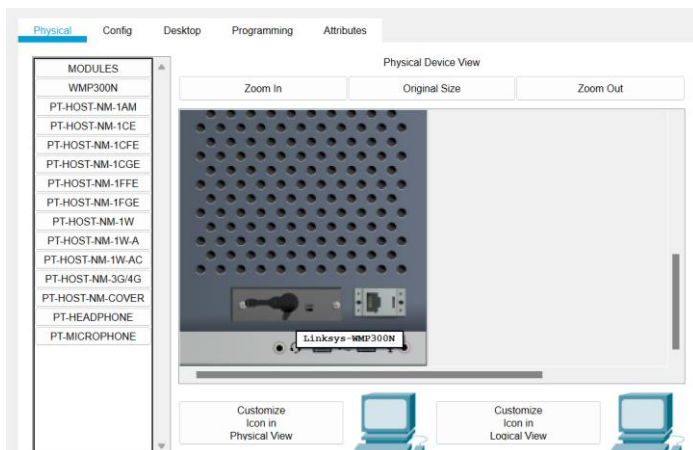 Physical Config Desktop Programming Attributes
MODULES
WMP300N
PT-HOST-NM-1AM
PT-HOST-NM-1CE
PT-HOST-NM-1CFE
PT-HOST-NM-1CGE
PT-HOST-NM-1FFE
PT-HOST-NM-1FGE
PT-HOST-NM-1W
PT-HOST-NM-1W-A
PT-HOST-NM-1W-AC
PT-HOST-NM-3G/4G
PT-HOST-NM-COVER
PT-HEADPHONE
PT-MICROPHONE
Physical Device View
Zoom In Original Size Zoom Out
Linksys-WMP300N
Customize
Icon in
Physical View
Customize
Icon in
Logical View